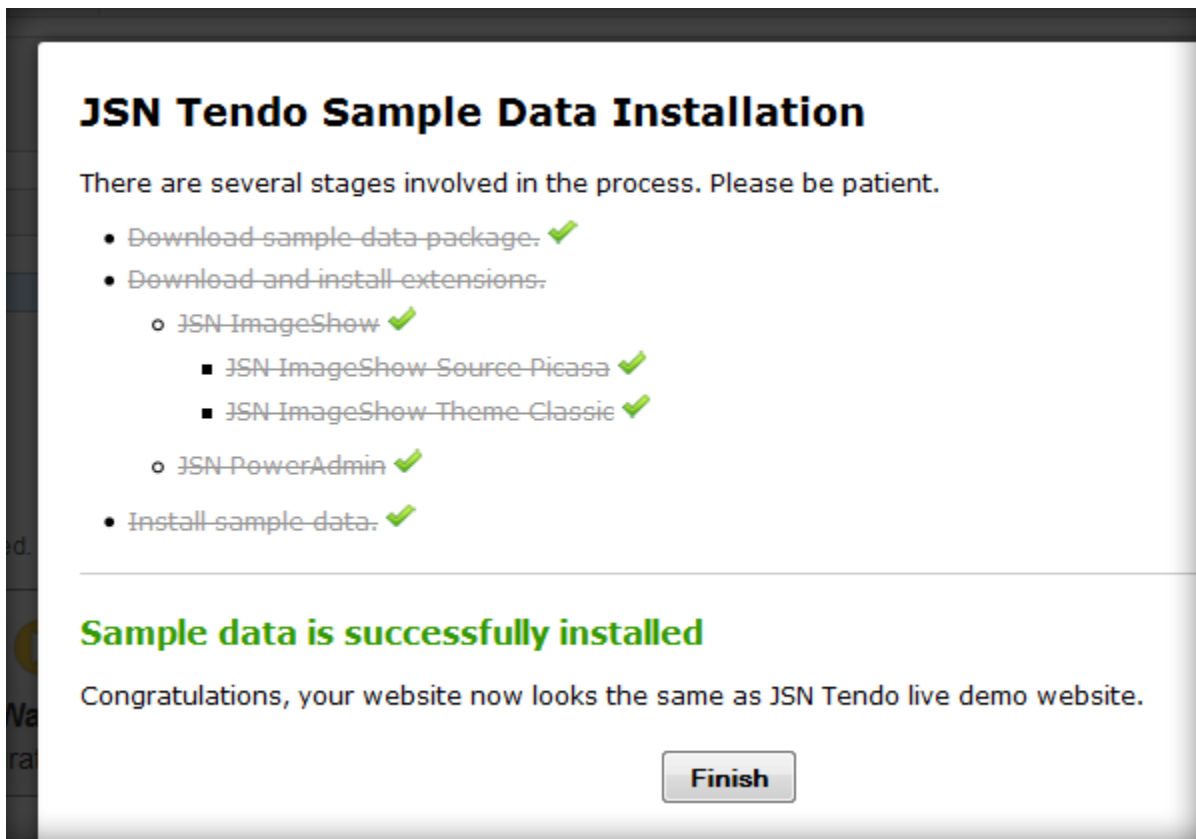 JSN Tendo Sample Data Installation
There are several stages involved in the process. Please be patient.
Download sample data package.
Download and install extensions.
JSN ImageShow
JSN ImageShow Source Picasa
JSN ImageShow Theme Classic
JSN PowerAdmin
Install sample data.
Sample data is successfully installed
Congratulations, your website now looks the same as JSN Tendo live demo website.
Finish